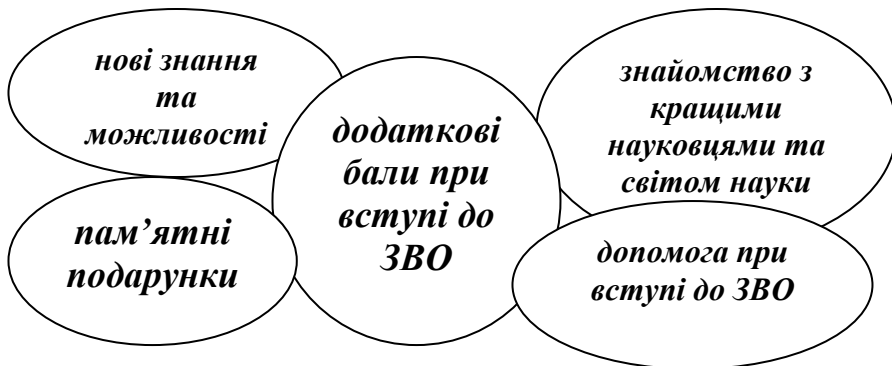 нові знання
та
можливості
пам’ятні
подарунки
додаткові
бали при
вступі до
ЗВО
знайомство з
кращими
науковцями та
світом науки
допомога при
вступі до ЗВО